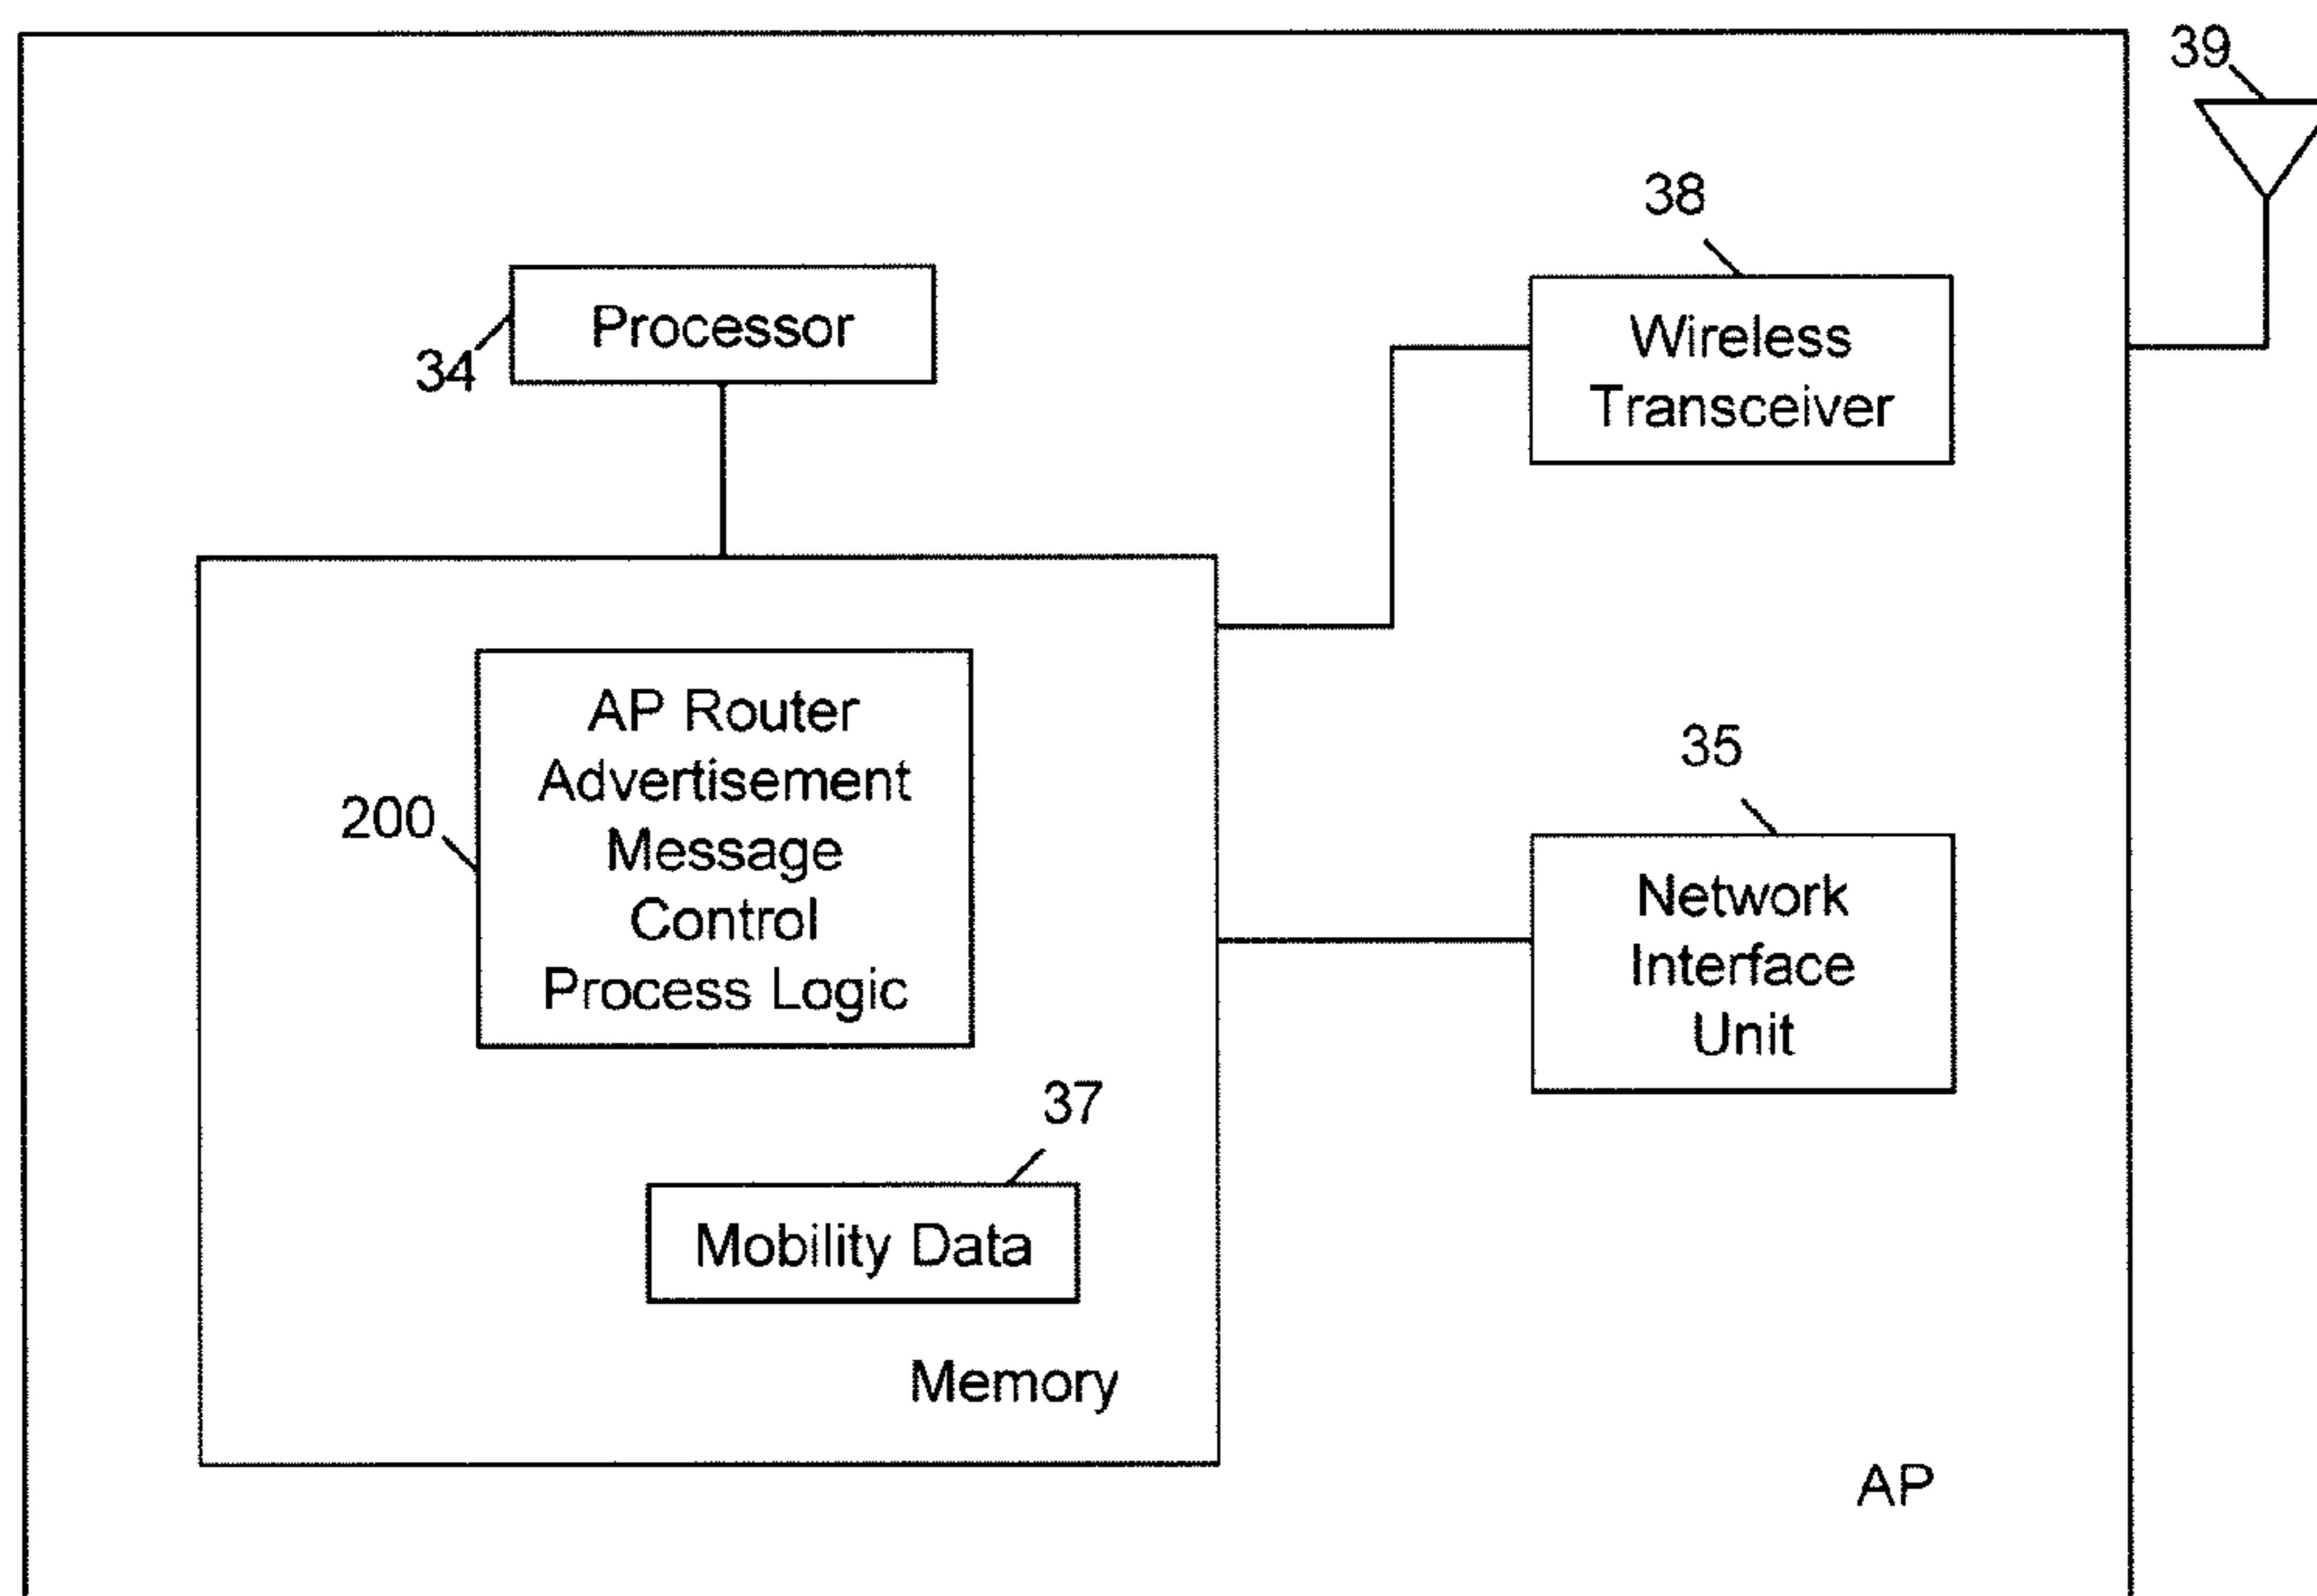 39
38
Processor
34
Wireless
Transceiver
AP Router
Advertisement
Message
Control
Process Logic
200
35
Network
Interface
Unit
37
Mobility Data
Memory
AP